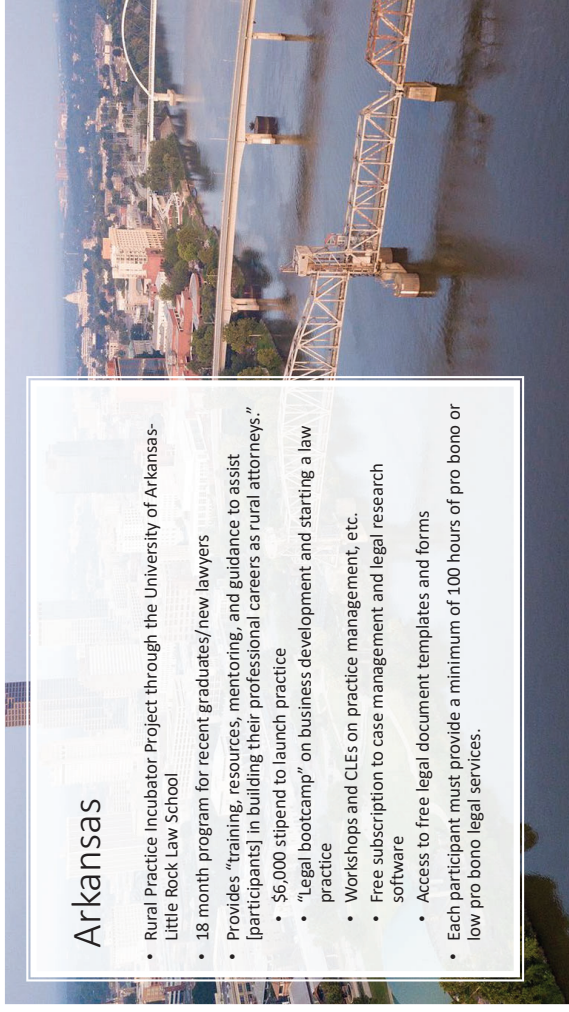 Arkansas
• Rural Practice Incubator Project through the University of Arkansas-
Little Rock Law School
• 18 month program for recent graduates/new lawyers
• Provides “training, resources, mentoring, and guidance to assist
[participants] in building their professional careers as rural attorneys.”
• $6,000 stipend to launch practice
• “Legal bootcamp” on business development and starting a law
practice
• Workshops and CLEs on practice management, etc.
• Free subscription to case management and legal research
software
• Access to free legal document templates and forms
• Each participant must provide a minimum of 100 hours of pro bono or
low pro bono legal services.